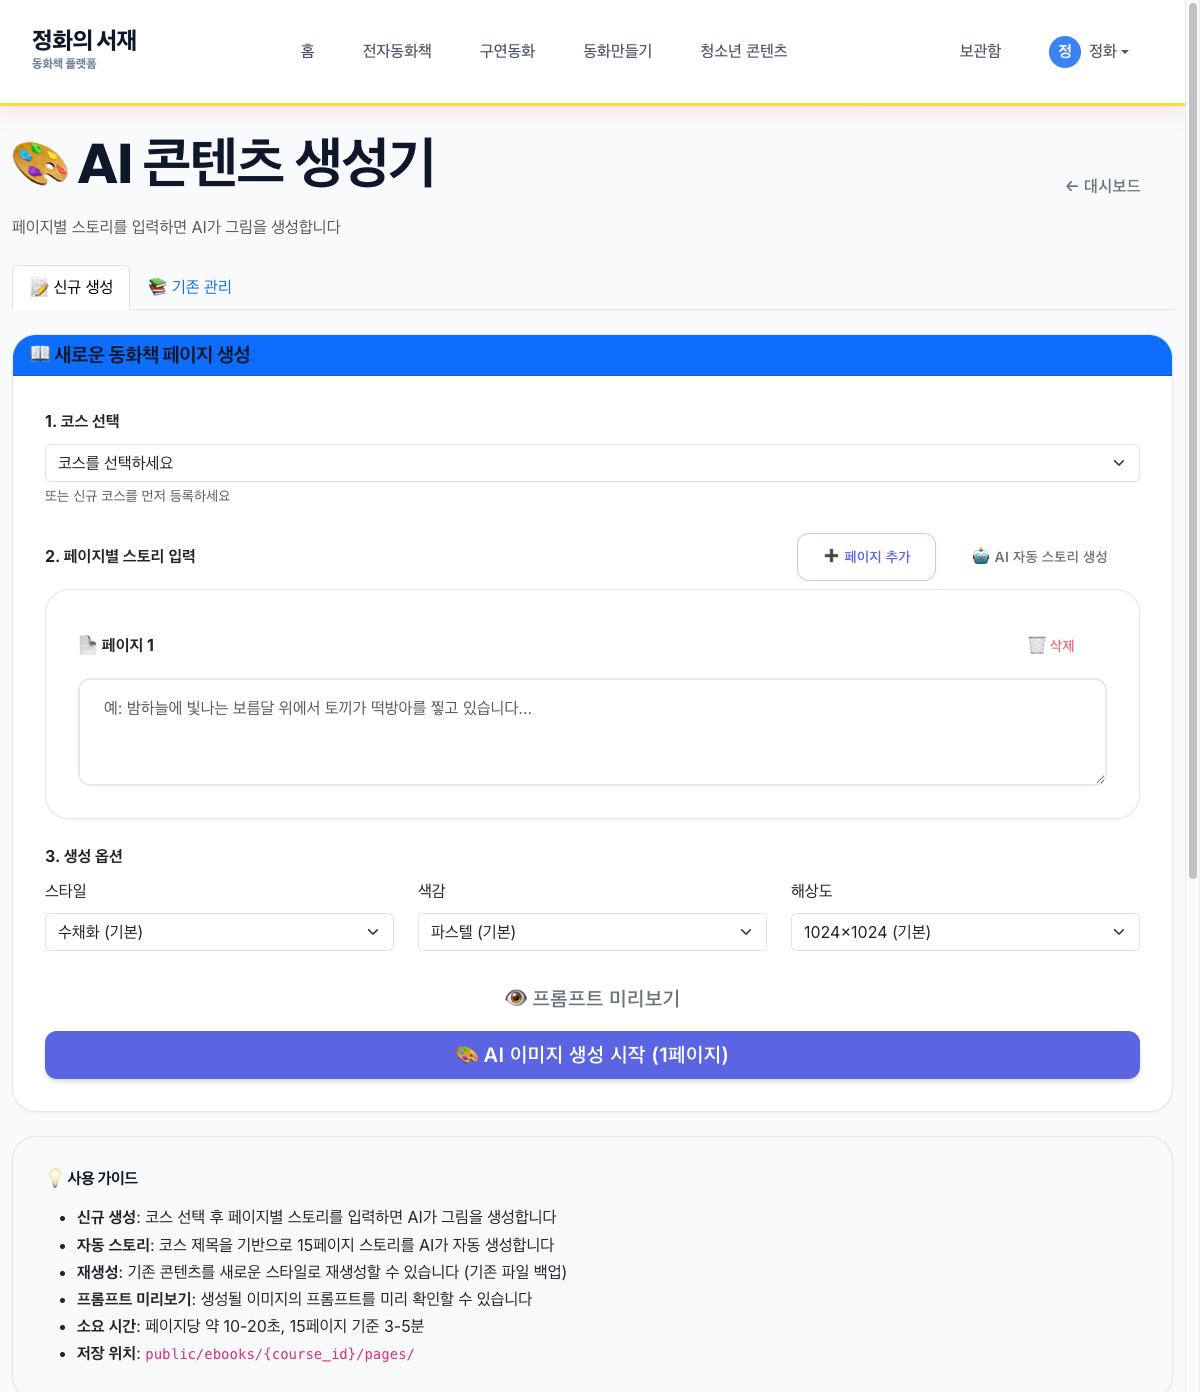 정화의 서재
동화책 플랫폼
홈
전자동화책
구연동화
동화만들기
청소년 콘텐츠
보관함
정
정화
AI 콘텐츠 생성기
← 대시보드
페이지별 스토리를 입력하면 AI가 그림을 생성합니다
신규 생성
기존 관리
새로운 동화책 페이지 생성
1. 코스 선택
코스를 선택하세요
또는 신규 코스를 먼저 등록하세요
2. 페이지별 스토리 입력
➕ 페이지 추가
AI 자동 스토리 생성
페이지 1
삭제
예: 밤하늘에 빛나는 보름달 위에서 토끼가 떡방아를 찧고 있습니다...
3. 생성 옵션
스타일
색감
해상도
수채화 (기본)
파스텔 (기본)
1024×1024 (기본)
프롬프트 미리보기
AI 이미지 생성 시작 (1페이지)
사용 가이드
• 신규 생성: 코스 선택 후 페이지별 스토리를 입력하면 AI가 그림을 생성합니다
• 자동 스토리: 코스 제목을 기반으로 15페이지 스토리를 AI가 자동 생성합니다
• 재생성: 기존 콘텐츠를 새로운 스타일로 재생성할 수 있습니다 (기존 파일 백업)
• 프롬프트 미리보기: 생성될 이미지의 프롬프트를 미리 확인할 수 있습니다
• 소요 시간: 페이지당 약 10-20초, 15페이지 기준 3-5분
• 저장 위치: public/ebooks/{course_id}/pages/